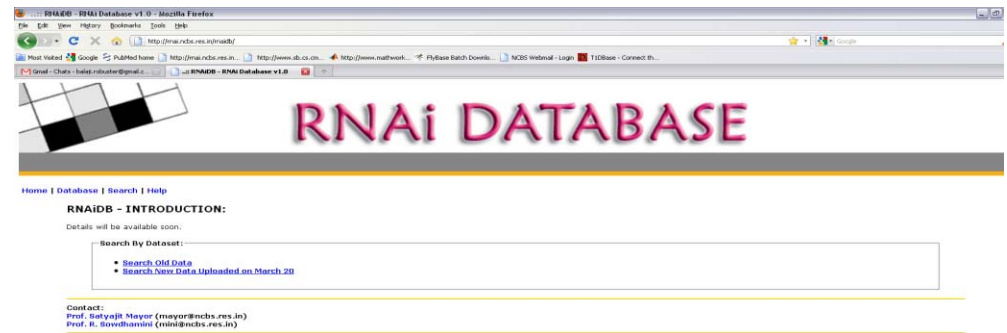 ..::: RNAiDB - RNAi Database v1.0 - Mozilla Firefox
File Edit View History Bookmarks Tools Help
http://rnai.ncbs.res.in/rnaidb/
Google
Most Visited Google PubMed home http://rnai.ncbs.res.in... http://www.sb.cs.cm... http://www.mathwork... FlyBase Batch Downlo... NCBS Webmail - Login T1DBase - Connect th...
Gmail - Chats - balaji.robuster@gmail.c... ..:: RNAiDB - RNAi Database v1.0
RNAi DATABASE
Home | Database | Search | Help
RNAiDB - INTRODUCTION:
Details will be available soon.
Search By Dataset:
• Search Old Data
• Search New Data Uploaded on March 20
Contact:
Prof. Satyajit Mayor (mayor@ncbs.res.in)
Prof. R. Sowdhamini (mini@ncbs.res.in)